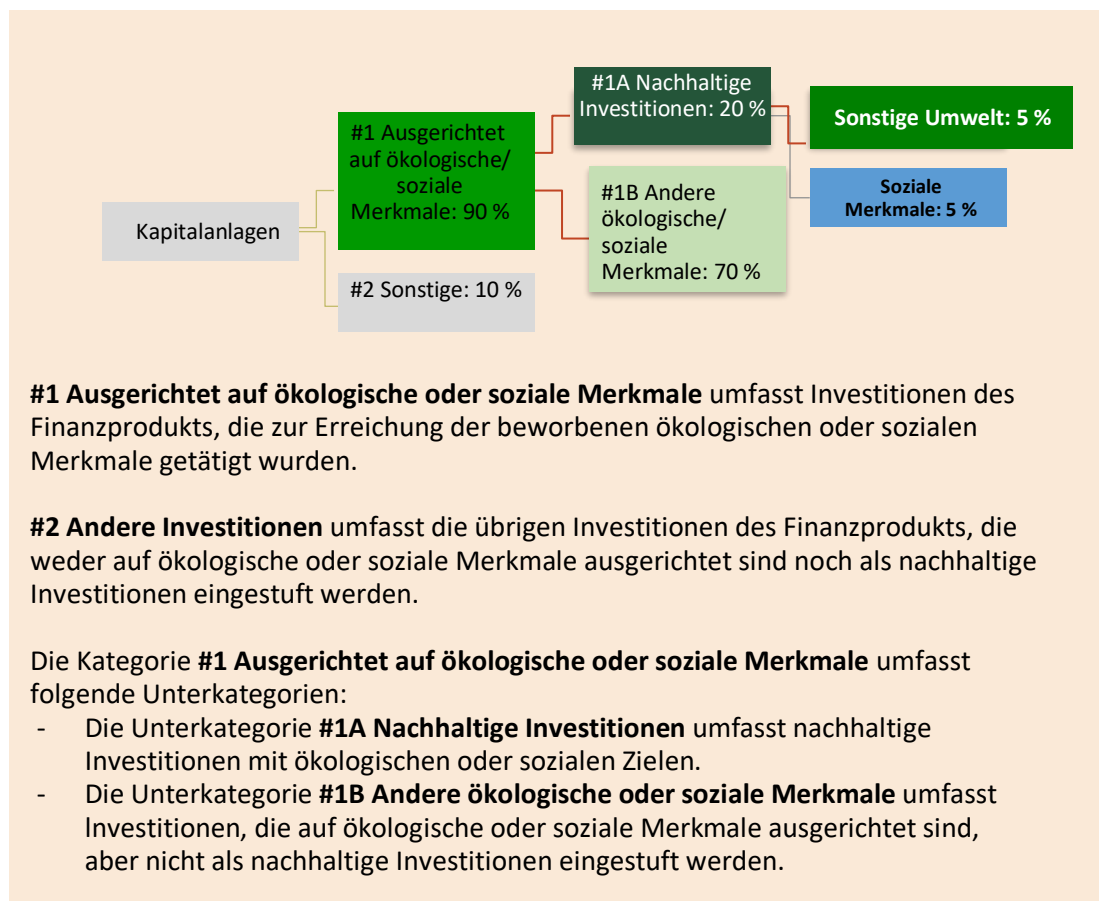 #1A Nachhaltige
Investitionen: 20 %
Sonstige Umwelt: 5 %
#1 Ausgerichtet
auf ökologische/
soziale
Merkmale: 90 %
#1B Andere
ökologische/
soziale
Merkmale: 70 %
Soziale
Merkmale: 5 %
Kapitalanlagen
#2 Sonstige: 10 %
#1 Ausgerichtet auf ökologische oder soziale Merkmale umfasst Investitionen des
Finanzprodukts, die zur Erreichung der beworbenen ökologischen oder sozialen
Merkmale getätigt wurden.
#2 Andere Investitionen umfasst die übrigen Investitionen des Finanzprodukts, die
weder auf ökologische oder soziale Merkmale ausgerichtet sind noch als nachhaltige
Investitionen eingestuft werden.
Die Kategorie #1 Ausgerichtet auf ökologische oder soziale Merkmale umfasst
folgende Unterkategorien:
- Die Unterkategorie #1A Nachhaltige Investitionen umfasst nachhaltige
Investitionen mit ökologischen oder sozialen Zielen.
- Die Unterkategorie #1B Andere ökologische oder soziale Merkmale umfasst
Investitionen, die auf ökologische oder soziale Merkmale ausgerichtet sind,
aber nicht als nachhaltige Investitionen eingestuft werden.